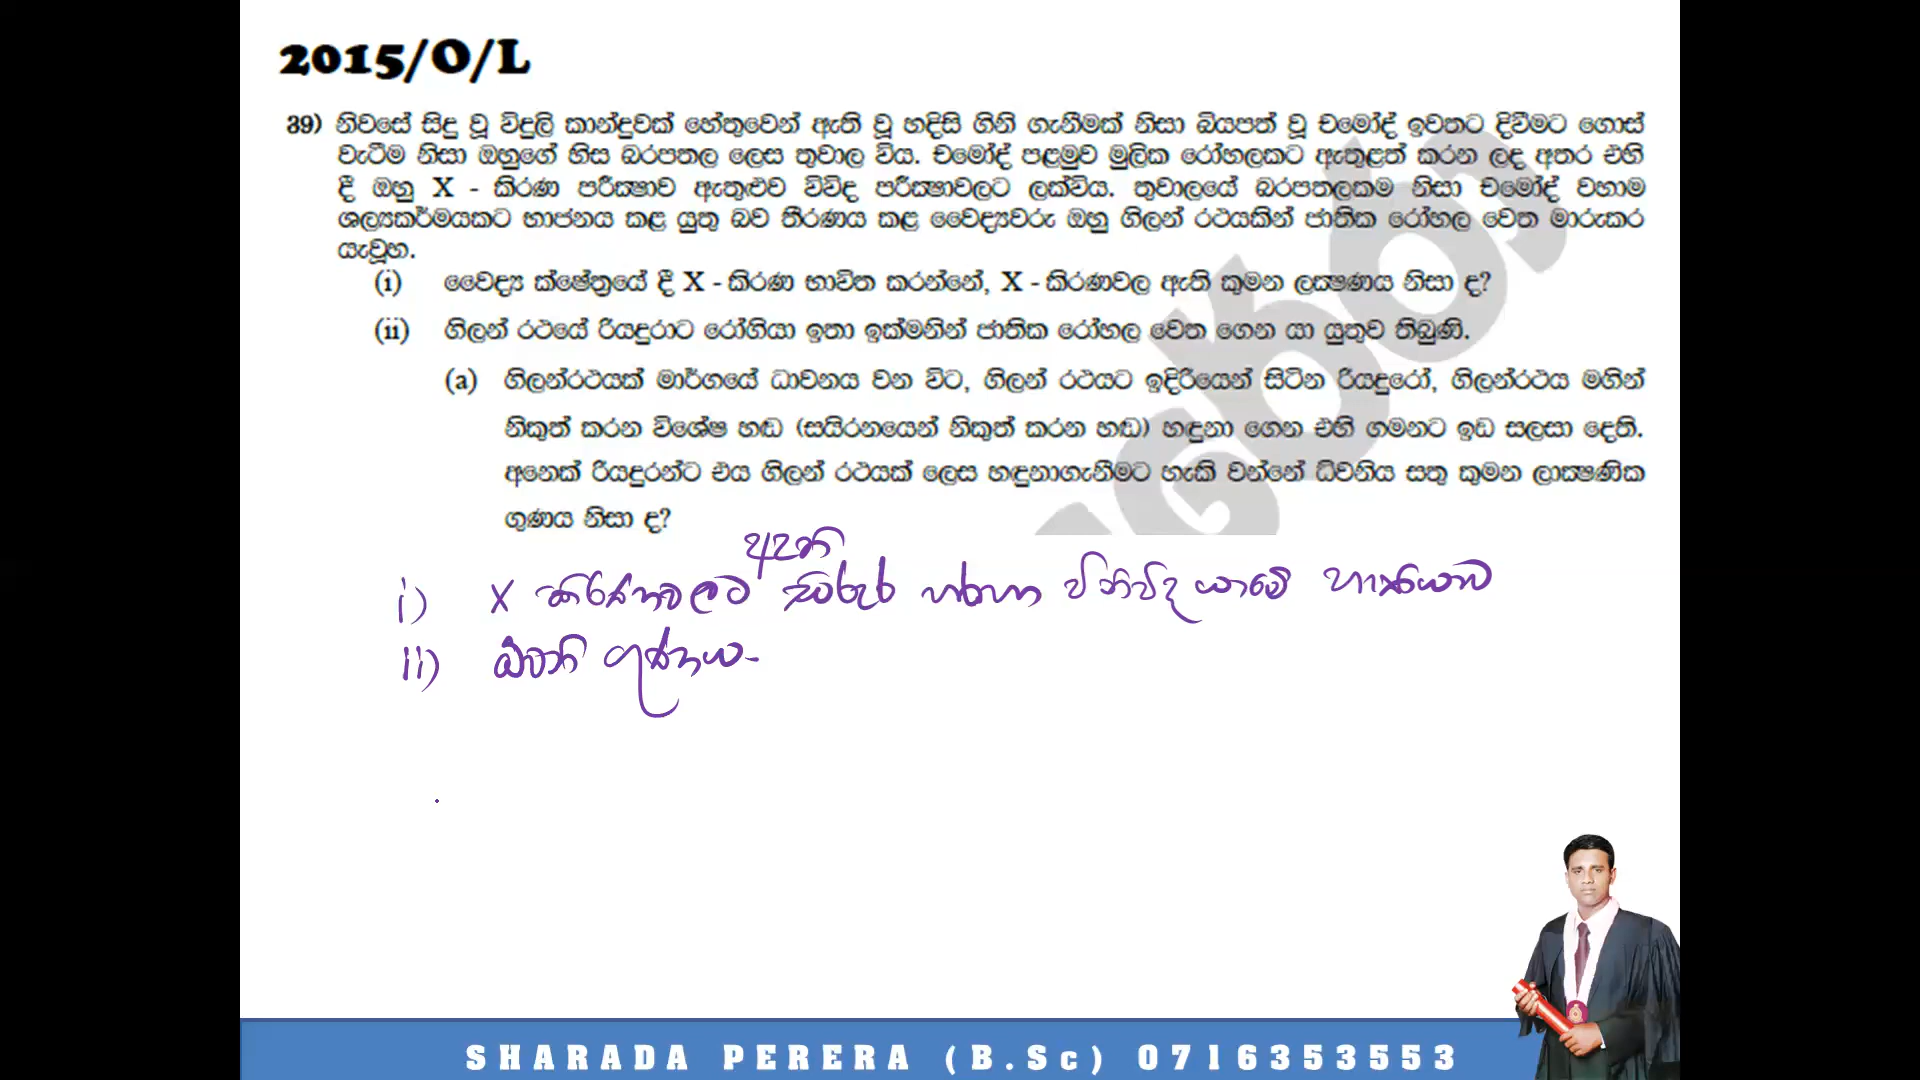 2015/O/L
39) නිවසේ සිදු වූ විදුලි කාන්දුවක් හේතුවෙන් ඇති වූ හදිසි ගිනි ගැනීමක් නිසා බියපත් වූ චමෝද් ඉවතට දිවීමට ගොස්
වැටීම නිසා ඔහුගේ හිස බරපතල ලෙස තුවාල විය. චමෝද් පළමුව මූලික රෝහලකට ඇතුළත් කරන ලද අතර එහි
දී ඔහු X - කිරණ පරීක්ෂාව ඇතුළුව විවිද පරීක්ෂාවලට ලක්විය. තුවාලයේ බරපතලකම නිසා චමෝද් වහාම
ශල්‍යකර්මයකට භාජනය කළ යුතු බව තීරණය කළ වෛද්‍යවරු ඔහු ගිලන් රථයකින් ජාතික රෝහල වෙත මාරුකර
යැවූහ.
(i) වෛද්‍ය ක්ෂේත්‍රයේ දී X - කිරණ භාවිත කරන්නේ, X - කිරණවල ඇති කුමන ලක්ෂණය නිසා ද?
(ii) ගිලන් රථයේ රියදුරාට රෝගියා ඉතා ඉක්මනින් ජාතික රෝහල වෙත ගෙන යා යුතුව තිබුණි.
(a) ගිලන්රථයක් මාර්ගයේ ධාවනය වන විට, ගිලන් රථයට ඉදිරියෙන් සිටින රියදුරෝ, ගිලන්රථය මගින්
නිකුත් කරන විශේෂ හඬ (සයිරනයෙන් නිකුත් කරන හඬ) හඳුනා ගෙන එහි ගමනට ඉඩ සලසා දෙති.
අනෙක් රියදුරන්ට එය ගිලන් රථයක් ලෙස හඳුනාගැනීමට හැකි වන්නේ ධ්වනිය සතු කුමන ලාක්ෂණික
ගුණය නිසා ද?
i) X කිරණවලට සිරුර හරහා විනිවිද යාමේ හැකියාව
ii) ධ්වනි ගුණය
SHARADA PERERA (B.Sc) 0716353553